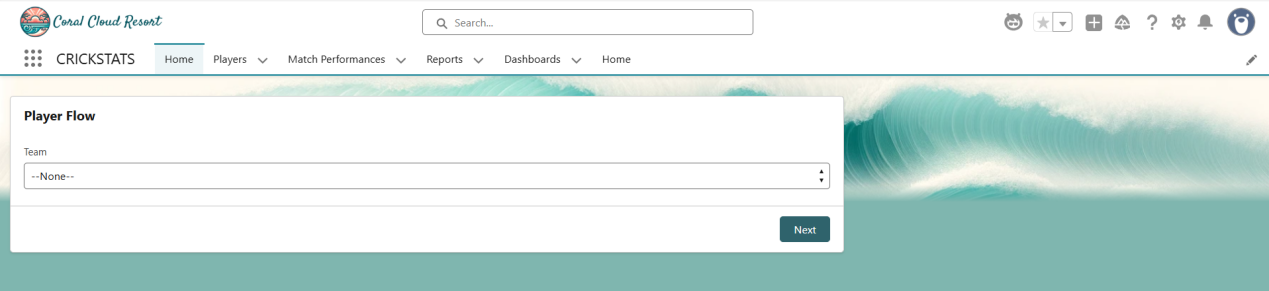 Coral Cloud Resort
Search...
CRICKSTATS
Home
Players
Match Performances
Reports
Dashboards
Home
Player Flow
Team
--None--
Next